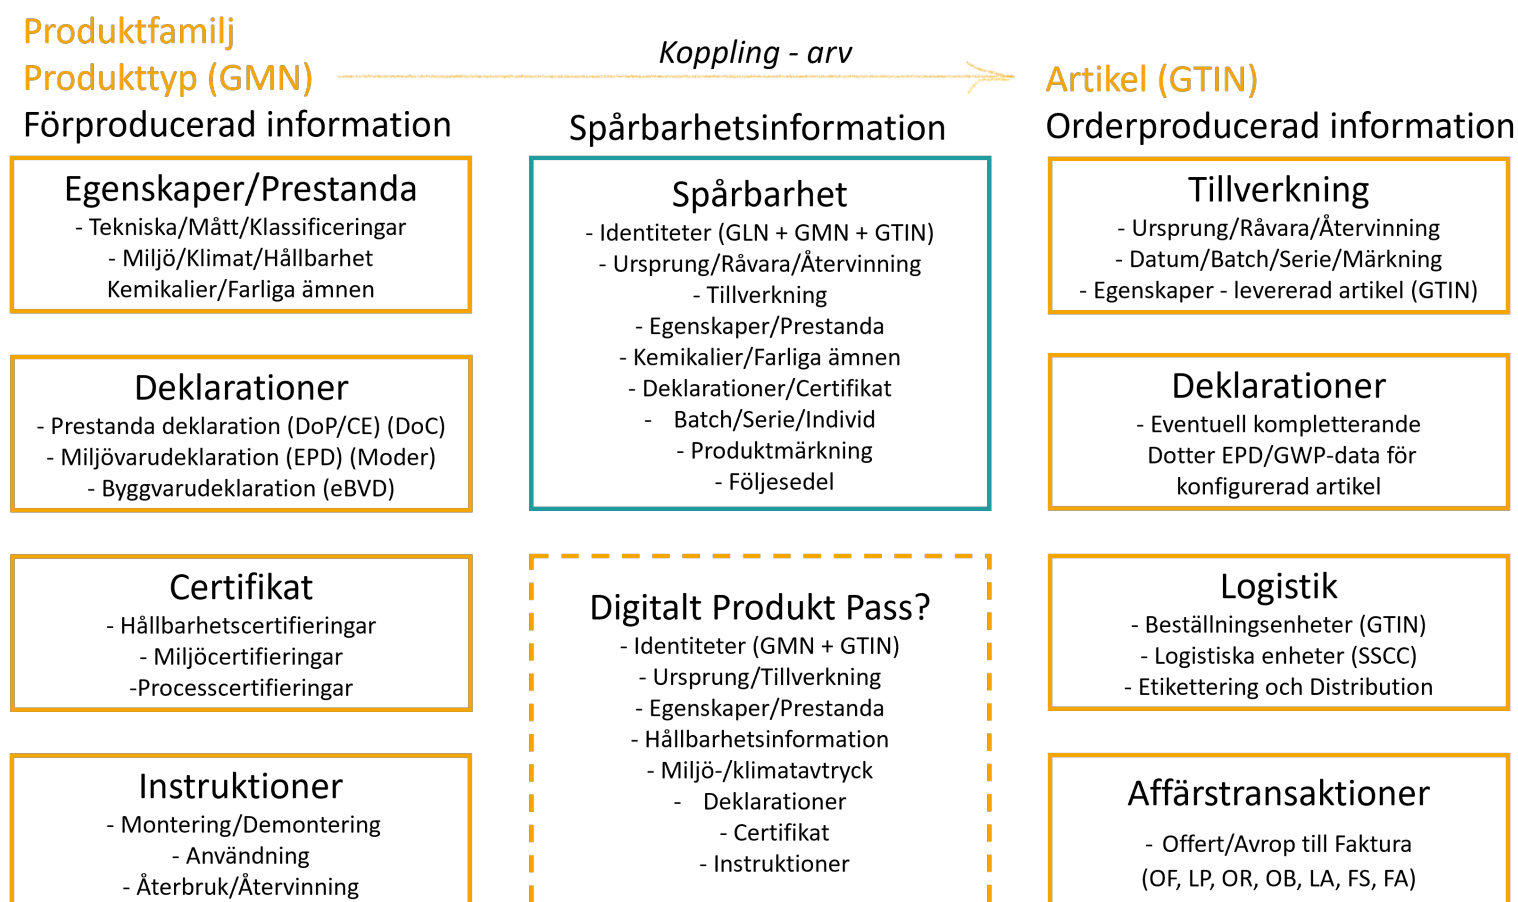 Produktfamilj
Produkttyp (GMN)
Koppling - arv
Artikel (GTIN)
Förproducerad information
Spårbarhetsinformation
Orderproducerad information
Egenskaper/Prestanda
- Tekniska/Mått/Klassificeringar
- Miljö/Klimat/Hållbarhet
Kemikalier/Farliga ämnen
Deklarationer
- Prestanda deklaration (DoP/CE) (DoC)
- Miljövarudeklaration (EPD) (Moder)
- Byggvarudeklaration (eBVD)
Certifikat
- Hållbarhetscertifieringar
- Miljöcertifieringar
-Processcertifieringar
Instruktioner
- Montering/Demontering
- Användning
- Återbruk/Återvinning
Spårbarhet
- Identiteter (GLN + GMN + GTIN)
- Ursprung/Råvara/Återvinning
- Tillverkning
- Egenskaper/Prestanda
- Kemikalier/Farliga ämnen
- Deklarationer/Certifikat
- Batch/Serie/Individ
- Produktmärkning
- Följesedel
Digitalt Produkt Pass?
- Identiteter (GMN + GTIN)
- Ursprung/Tillverkning
- Egenskaper/Prestanda
- Hållbarhetsinformation
- Miljö-/klimatavtryck
- Deklarationer
- Certifikat
- Instruktioner
Tillverkning
- Ursprung/Råvara/Återvinning
- Datum/Batch/Serie/Märkning
- Egenskaper - levererad artikel (GTIN)
Deklarationer
- Eventuell kompletterande
Dotter EPD/GWP-data för
konfigurerad artikel
Logistik
- Beställningsenheter (GTIN)
- Logistiska enheter (SSCC)
- Etikettering och Distribution
Affärstransaktioner
- Offert/Avrop till Faktura
(OF, LP, OR, OB, LA, FS, FA)